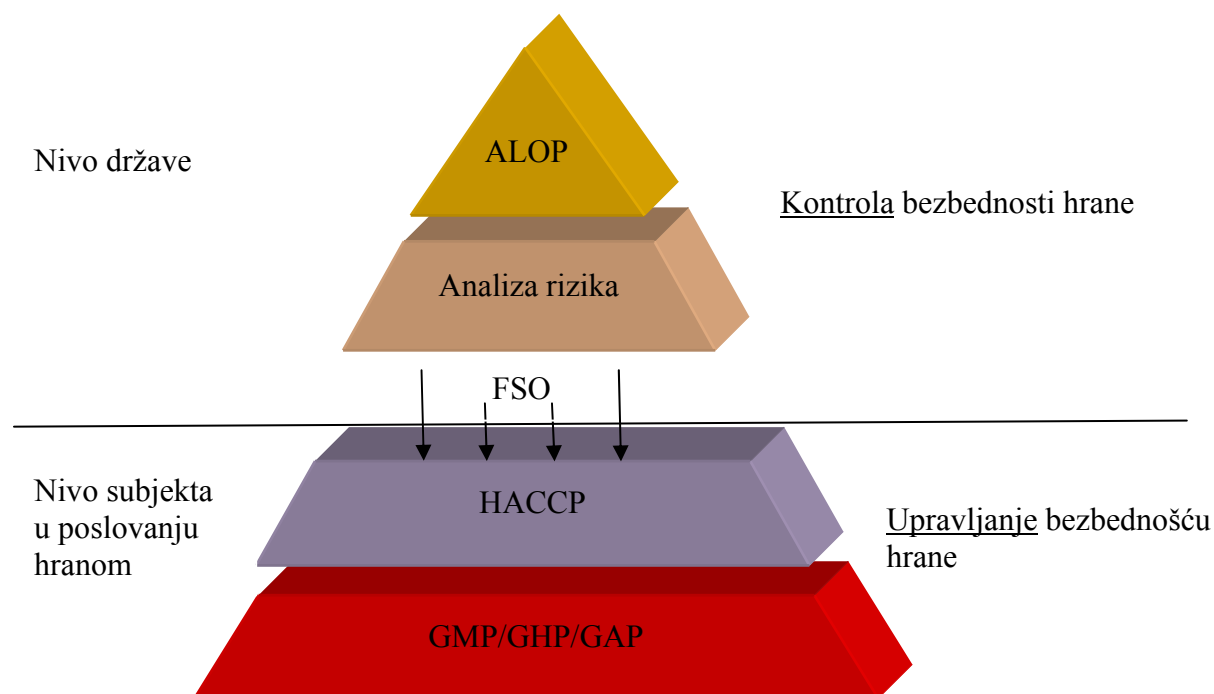 ALOP
Nivo države
Kontrola bezbednosti hrane
Analiza rizika
FSO
Nivo subjekta
u poslovanju
hranom
HACCP
Upravljanje bezbednošću
hrane
GMP/GHP/GAP